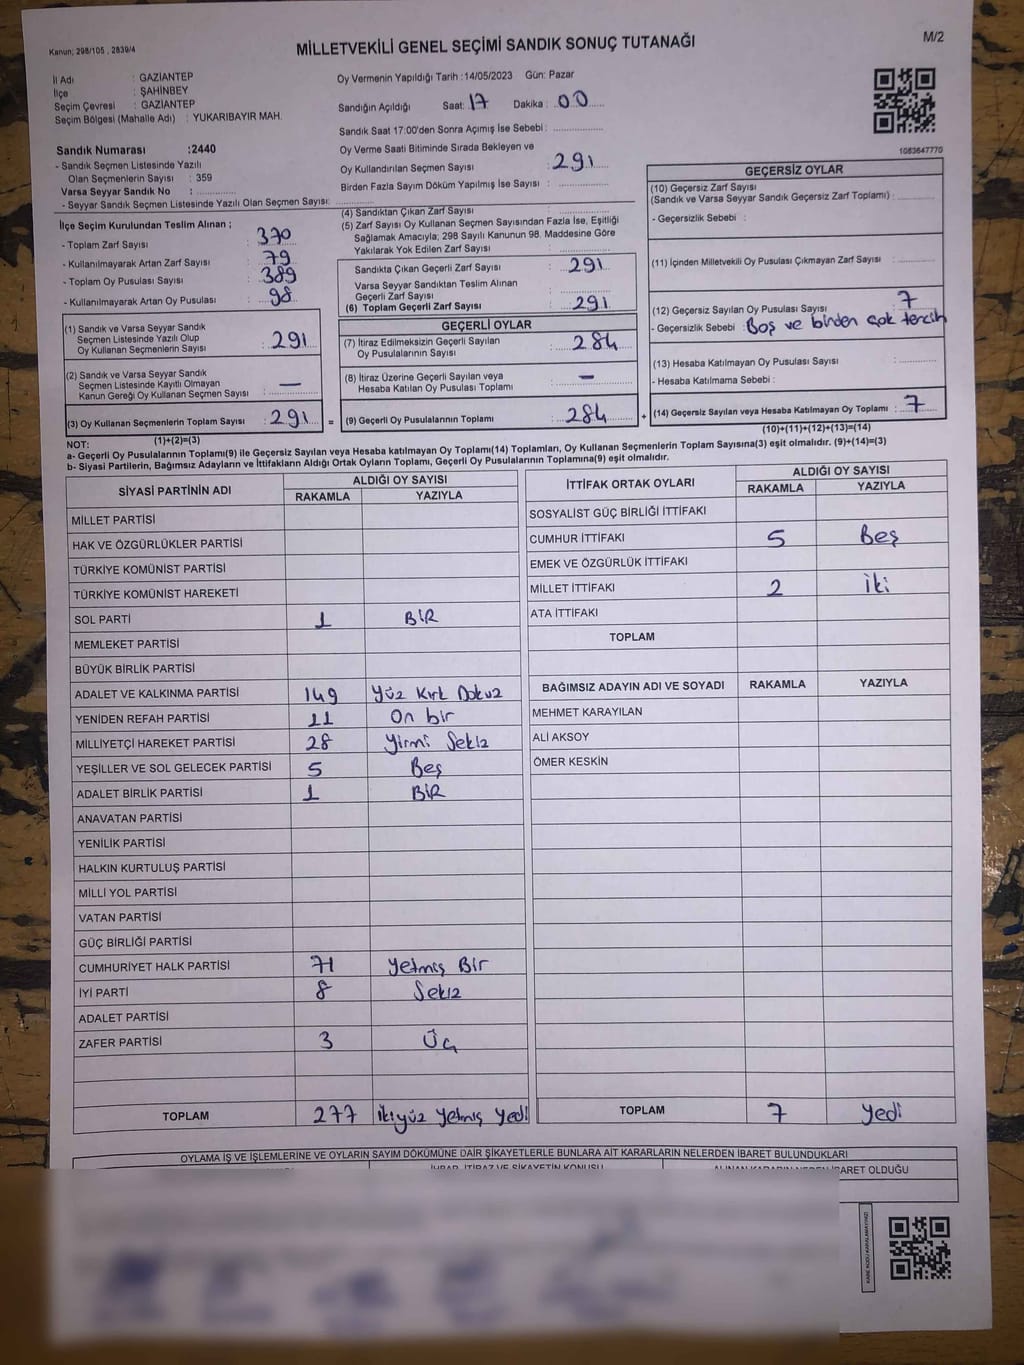 Kanun; 298/105 , 2839/4
MİLLETVEKİLİ GENEL SEÇİMİ SANDIK SONUÇ TUTANAĞI
M/2
İl Adı : GAZİANTEP
İlçe : ŞAHİNBEY
Seçim Çevresi : GAZİANTEP
Seçim Bölgesi (Mahalle Adı) : YUKARIBAYIR MAH.
Sandık Numarası :2440
- Sandık Seçmen Listesinde Yazılı
Olan Seçmenlerin Sayısı : 359
Varsa Seyyar Sandık No :
- Seyyar Sandık Seçmen Listesinde Yazılı Olan Seçmen Sayısı:
Oy Vermenin Yapıldığı Tarih :14/05/2023 Gün: Pazar
Sandığın Açıldığı Saat: 17 Dakika : 00
Sandık Saat 17:00'den Sonra Açımış İse Sebebi :
Oy Verme Saati Bitiminde Sırada Bekleyen ve
Oy Kullandırılan Seçmen Sayısı : 291
Birden Fazla Sayım Döküm Yapılmış İse Sayısı :
1083647770
İlçe Seçim Kurulundan Teslim Alınan ;
- Toplam Zarf Sayısı : 370
- Kullanılmayarak Artan Zarf Sayısı : 79
- Toplam Oy Pusulası Sayısı : 389
- Kullanılmayarak Artan Oy Pusulası : 98
(4) Sandıktan Çıkan Zarf Sayısı :
(5) Zarf Sayısı Oy Kullanan Seçmen Sayısından Fazla İse, Eşitliği
Sağlamak Amacıyla; 298 Sayılı Kanunun 98. Maddesine Göre
Yakılarak Yok Edilen Zarf Sayısı :
Sandıkta Çıkan Geçerli Zarf Sayısı : 291
Varsa Seyyar Sandıktan Teslim Alınan
Geçerli Zarf Sayısı :
(6) Toplam Geçerli Zarf Sayısı : 291
GEÇERSİZ OYLAR
(10) Geçersiz Zarf Sayısı
(Sandık ve Varsa Seyyar Sandık Geçersiz Zarf Toplamı) :
- Geçersizlik Sebebi :
(11) İçinden Milletvekili Oy Pusulası Çıkmayan Zarf Sayısı :
(12) Geçersiz Sayılan Oy Pusulası Sayısı : 7
- Geçersizlik Sebebi : Boş ve birden çok tercih
(13) Hesaba Katılmayan Oy Pusulası Sayısı :
- Hesaba Katılmama Sebebi :
(14) Geçersiz Sayılan veya Hesaba Katılmayan Oy Toplamı : 7
(10)+(11)+(12)+(13)=(14)
(1) Sandık ve Varsa Seyyar Sandık
Seçmen Listesinde Yazılı Olup
Oy Kullanan Seçmenlerin Sayısı : 291
(2) Sandık ve Varsa Seyyar Sandık
Seçmen Listesinde Kayıtlı Olmayan
Kanun Gereği Oy Kullanan Seçmen Sayısı : —
(3) Oy Kullanan Seçmenlerin Toplam Sayısı : 291 =
(1)+(2)=(3)
GEÇERLİ OYLAR
(7) İtiraz Edilmeksizin Geçerli Sayılan
Oy Pusulalarının Sayısı : 284
(8) İtiraz Üzerine Geçerli Sayılan veya
Hesaba Katılan Oy Pusulası Toplamı : —
(9) Geçerli Oy Pusulalarının Toplamı : 284 +
NOT:
a- Geçerli Oy Pusulalarının Toplamı(9) ile Geçersiz Sayılan veya Hesaba katılmayan Oy Toplamı(14) Toplamları, Oy Kullanan Seçmenlerin Toplam Sayısına(3) eşit olmalıdır. (9)+(14)=(3)
b- Siyasi Partilerin, Bağımsız Adayların ve İttifakların Aldığı Ortak Oyların Toplamı, Geçerli Oy Pusulalarının Toplamına(9) eşit olmalıdır.
SİYASİ PARTİNİN ADI ALDIĞI OY SAYISI
RAKAMLA YAZIYLA
MİLLET PARTİSİ
HAK VE ÖZGÜRLÜKLER PARTİSİ
TÜRKİYE KOMÜNİST PARTİSİ
TÜRKİYE KOMÜNİST HAREKETİ
SOL PARTİ 1 BİR
MEMLEKET PARTİSİ
BÜYÜK BİRLİK PARTİSİ
ADALET VE KALKINMA PARTİSİ 149 Yüz Kırk Dokuz
YENİDEN REFAH PARTİSİ 11 On bir
MİLLİYETÇİ HAREKET PARTİSİ 28 Yirmi Sekiz
YEŞİLLER VE SOL GELECEK PARTİSİ 5 Beş
ADALET BİRLİK PARTİSİ 1 BİR
ANAVATAN PARTİSİ
YENİLİK PARTİSİ
HALKIN KURTULUŞ PARTİSİ
MİLLİ YOL PARTİSİ
VATAN PARTİSİ
GÜÇ BİRLİĞİ PARTİSİ
CUMHURİYET HALK PARTİSİ 71 Yetmiş Bir
İYİ PARTİ 8 Sekiz
ADALET PARTİSİ
ZAFER PARTİSİ 3 Üç
TOPLAM 277 ikiyüz yetmiş yedi
İTTİFAK ORTAK OYLARI ALDIĞI OY SAYISI
RAKAMLA YAZIYLA
SOSYALİST GÜÇ BİRLİĞİ İTTİFAKI
CUMHUR İTTİFAKI 5 Beş
EMEK VE ÖZGÜRLÜK İTTİFAKI
MİLLET İTTİFAKI 2 İki
ATA İTTİFAKI
TOPLAM
BAĞIMSIZ ADAYIN ADI VE SOYADI RAKAMLA YAZIYLA
MEHMET KARAYILAN
ALİ AKSOY
ÖMER KESKİN
TOPLAM 7 Yedi
OYLAMA İŞ VE İŞLEMLERİNE VE OYLARIN SAYIM DÖKÜMÜNE DAİR ŞİKAYETLERLE BUNLARA AİT KARARLARIN NELERDEN İBARET BULUNDUKLARI
İHBAR, İTİRAZ VE ŞİKAYETİN KONUSU
ALINAN KARARIN NEDEN İBARET OLDUĞU
KARE KODU KARALAMAYINIZ!